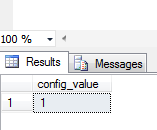 100 %
Results Messages
config_value
1 1